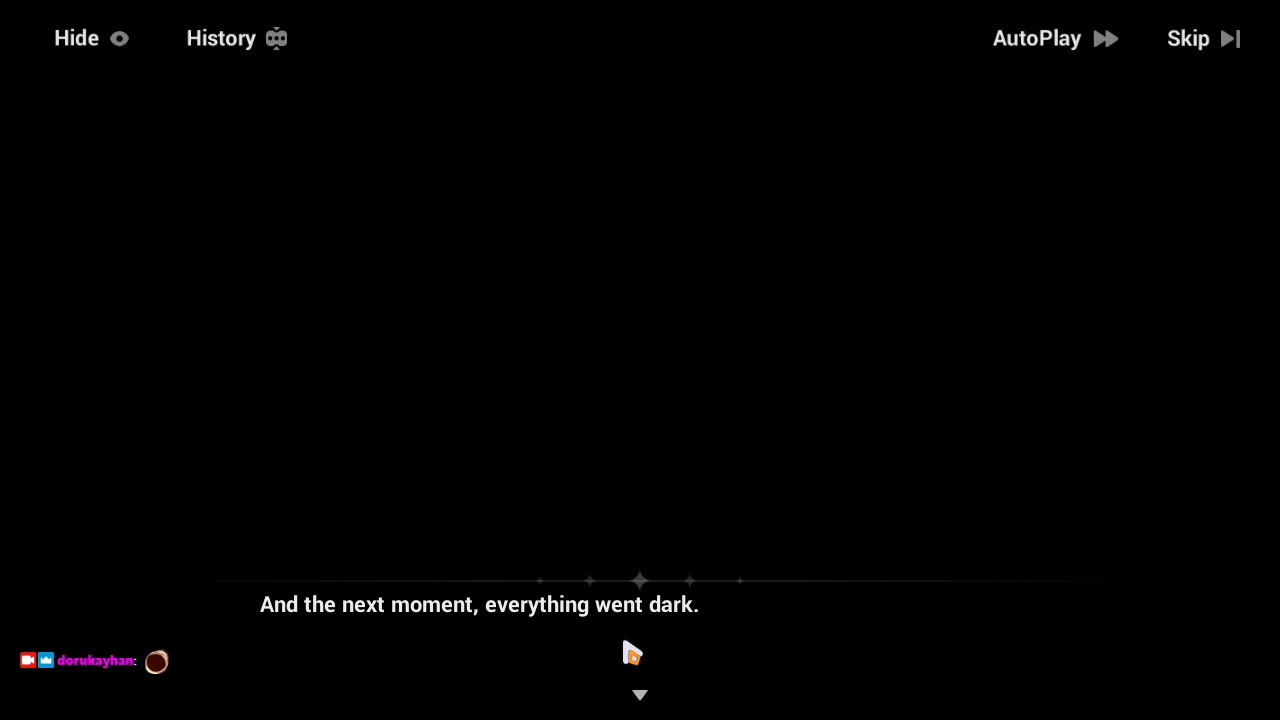 Hide
History
AutoPlay
Skip
And the next moment, everything went dark.
dorukayhan: